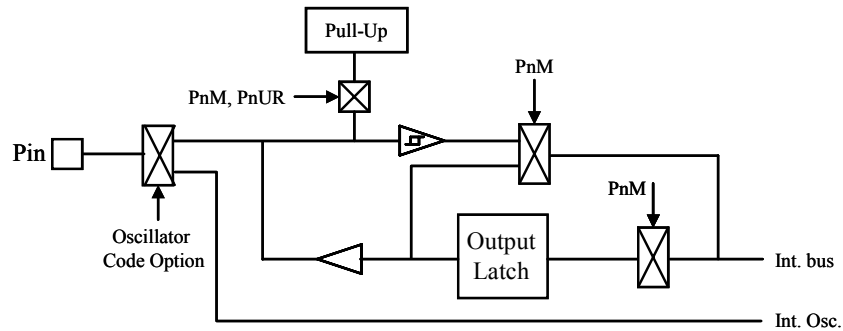 Pull-Up
PnM
PnM, PnUR
Pin
PnM
Oscillator
Code Option
Output
Latch
Int. bus
Int. Osc.